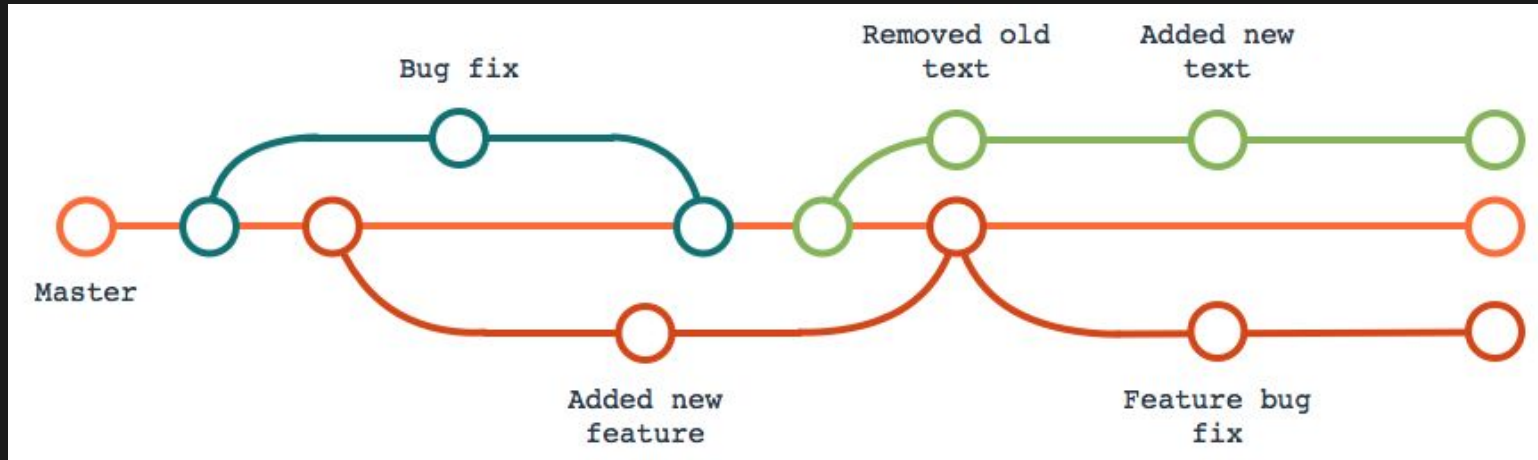 Removed old
text
Added new
text
Bug fix
Master
Added new
feature
Feature bug
fix